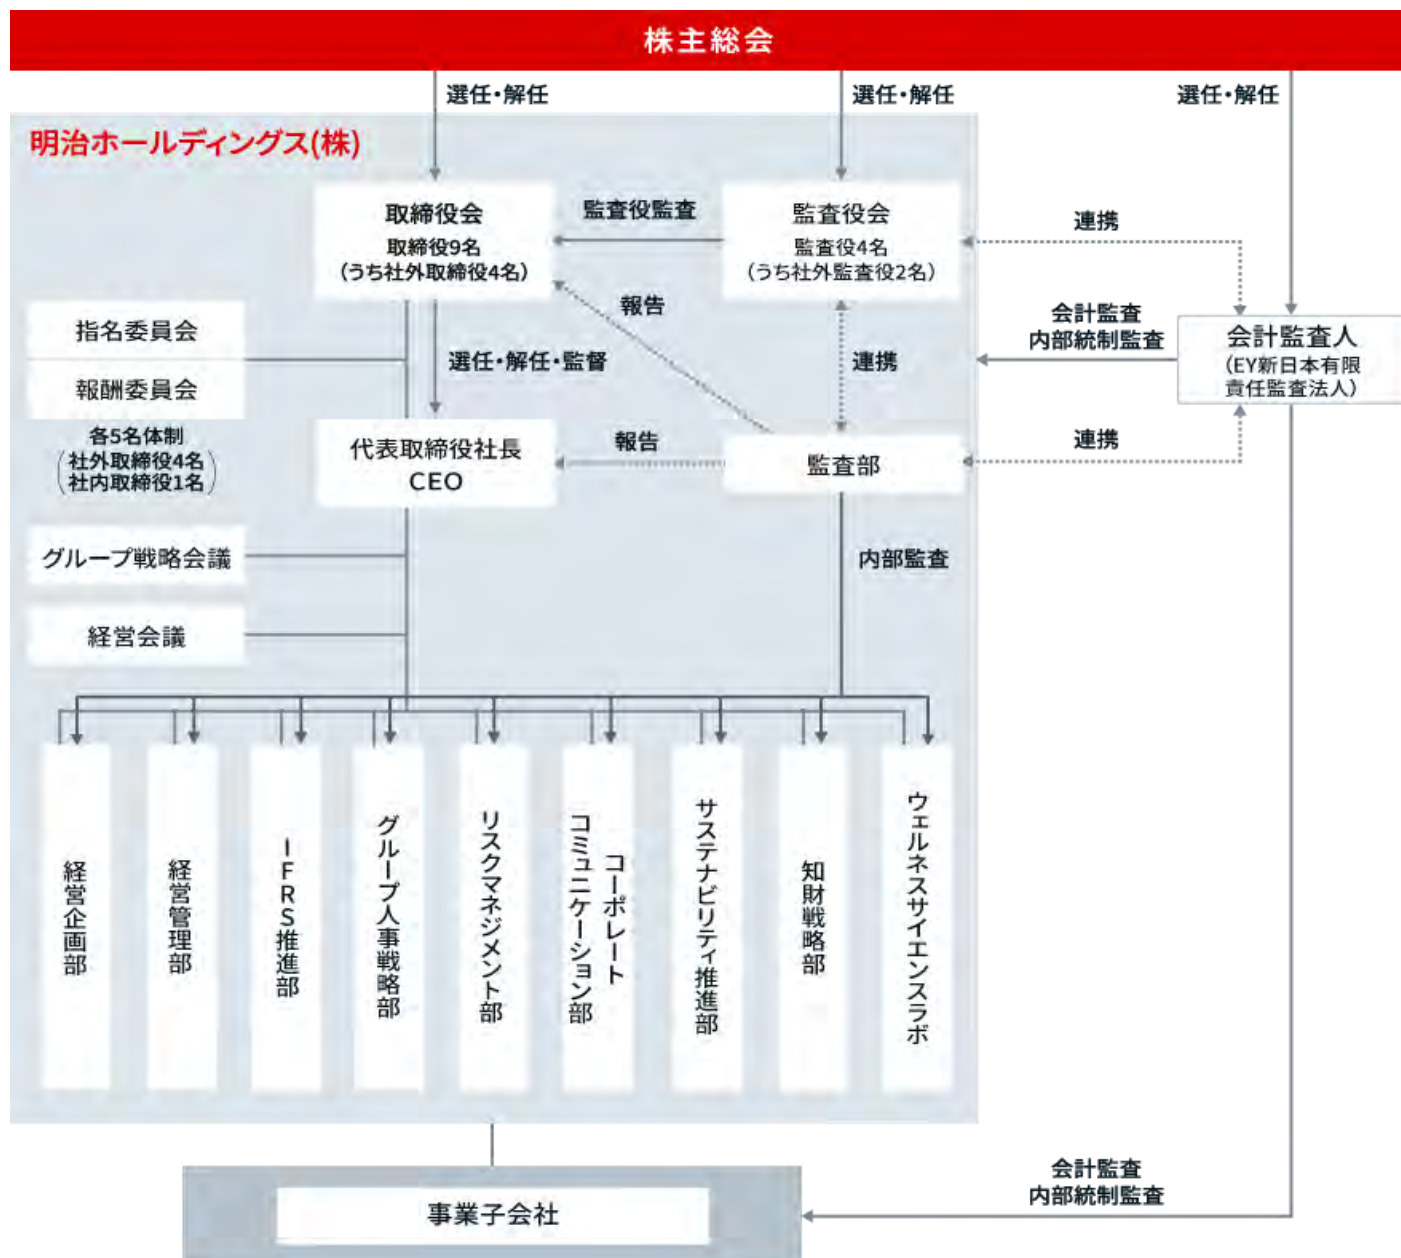 株主総会
選任・解任
選任・解任
選任・解任
明治ホールディングス(株)
取締役会
取締役9名
(うち社外取締役4名)
監査役監査
監査役会
監査役4名
(うち社外監査役2名)
連携
報告
会計監査
内部統制監査
会計監査人
(EY新日本有限
責任監査法人)
指名委員会
報酬委員会
各5名体制
(社外取締役4名
社内取締役1名)
選任・解任・監督
連携
代表取締役社長
CEO
報告
監査部
連携
グループ戦略会議
経営会議
内部監査
経営企画部
経営管理部
IFRS推進部
グループ人事戦略部
リスクマネジメント部
コーポレート
コミュニケーション部
サステナビリティ推進部
知財戦略部
ウェルネスサイエンスラボ
会計監査
内部統制監査
事業子会社